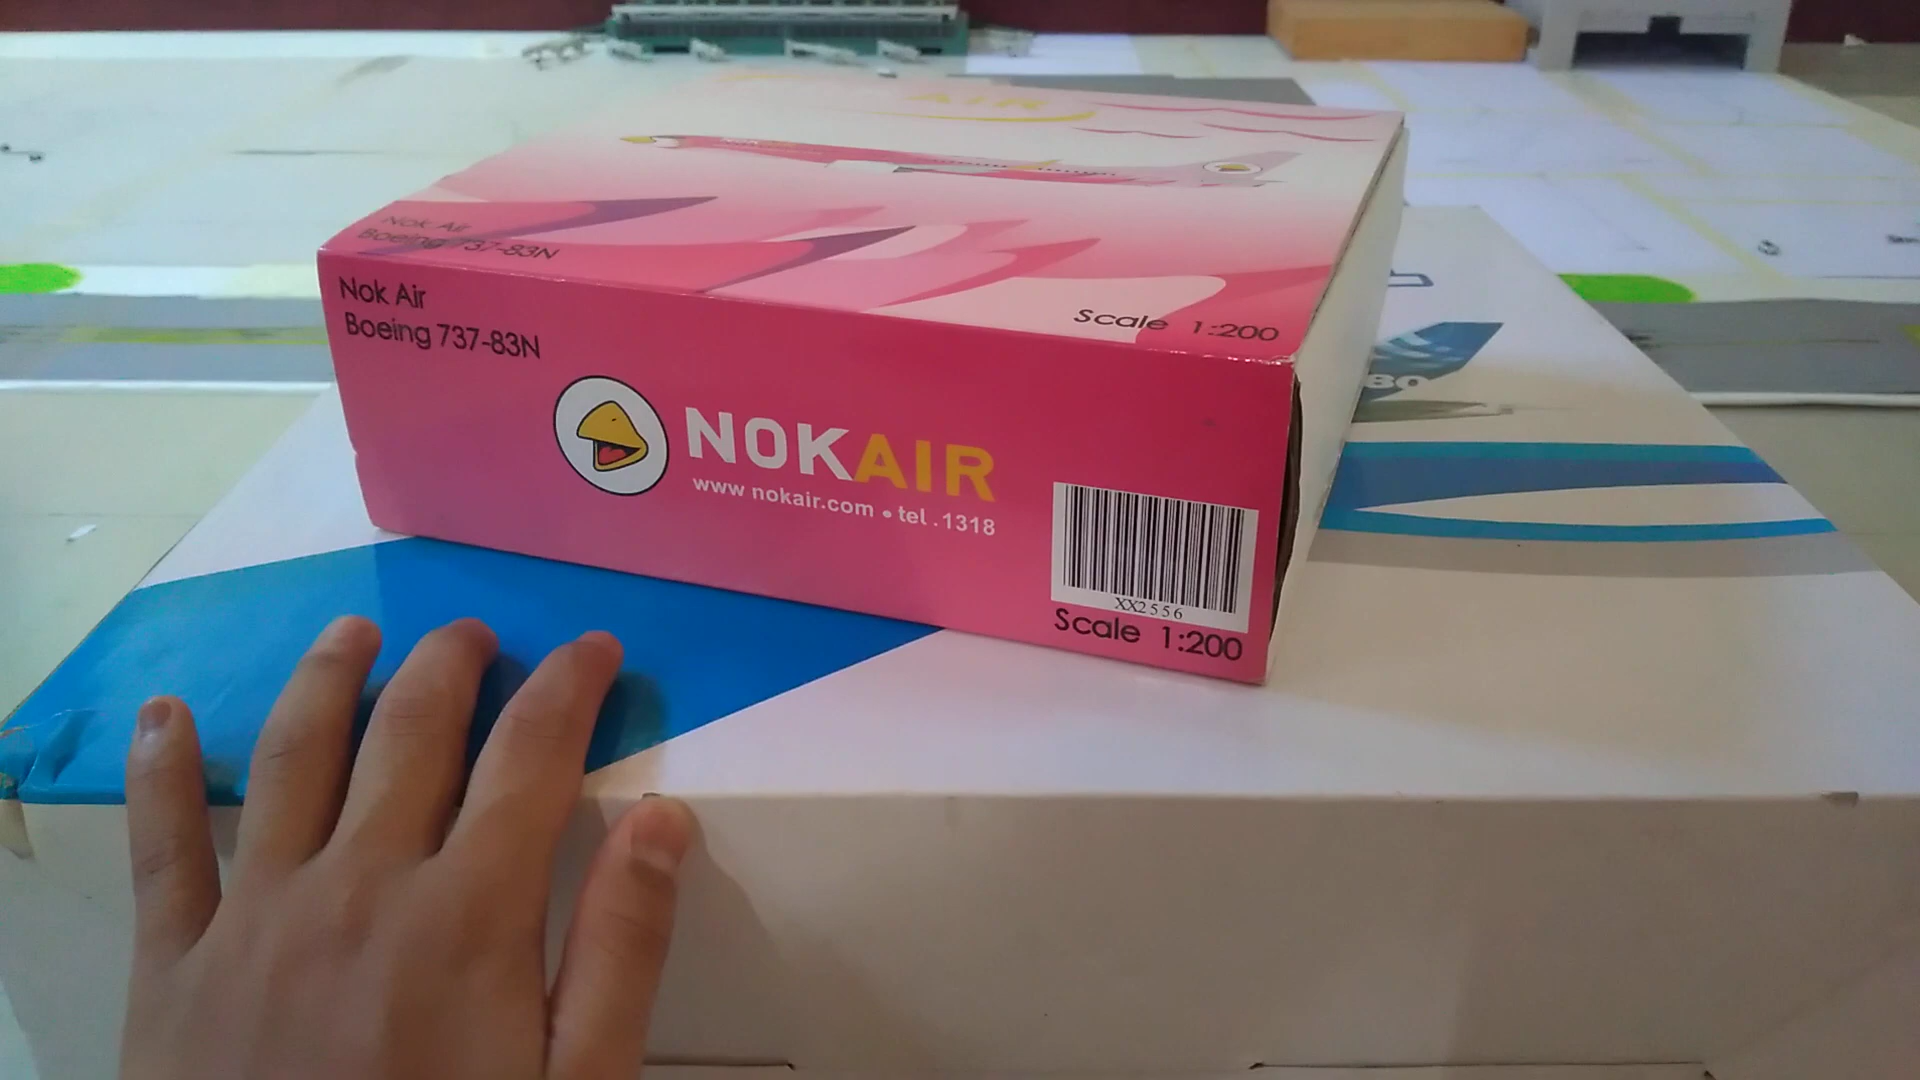 AIR
Nok Air
Boeing 737-83N
Scale 1:200
Nok Air
Boeing 737-83N
NOKAIR
www nokair.com • tel .1318
XX2556
Scale 1:200
80